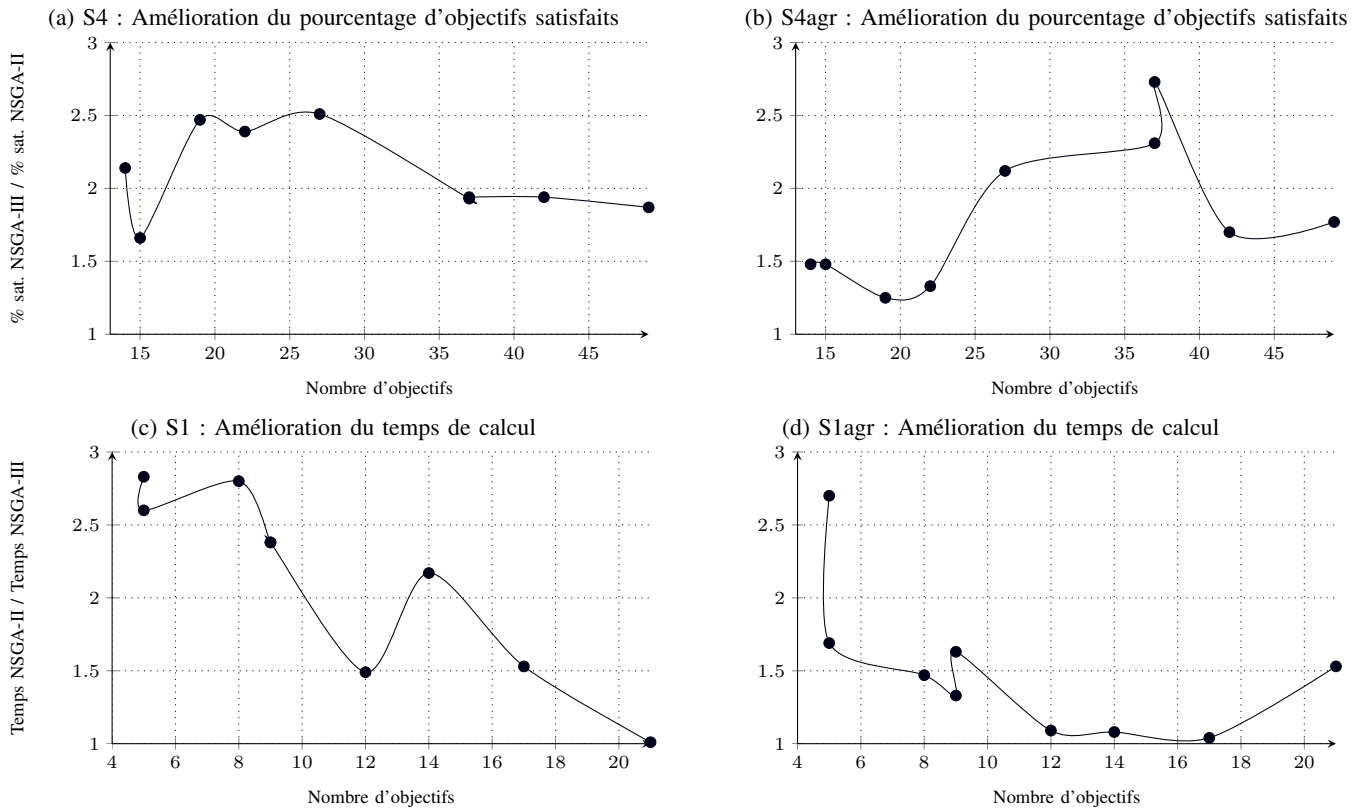 (a) S4 : Amélioration du pourcentage d'objectifs satisfaits
% sat. NSGA-III / % sat. NSGA-II
3
2.5
2
1.5
1
15 20 25 30 35 40 45
Nombre d'objectifs
(b) S4agr : Amélioration du pourcentage d'objectifs satisfaits
3
2.5
2
1.5
1
15 20 25 30 35 40 45
Nombre d'objectifs
(c) S1 : Amélioration du temps de calcul
Temps NSGA-II / Temps NSGA-III
3
2.5
2
1.5
1
4 6 8 10 12 14 16 18 20
Nombre d'objectifs
(d) S1agr : Amélioration du temps de calcul
3
2.5
2
1.5
1
4 6 8 10 12 14 16 18 20
Nombre d'objectifs